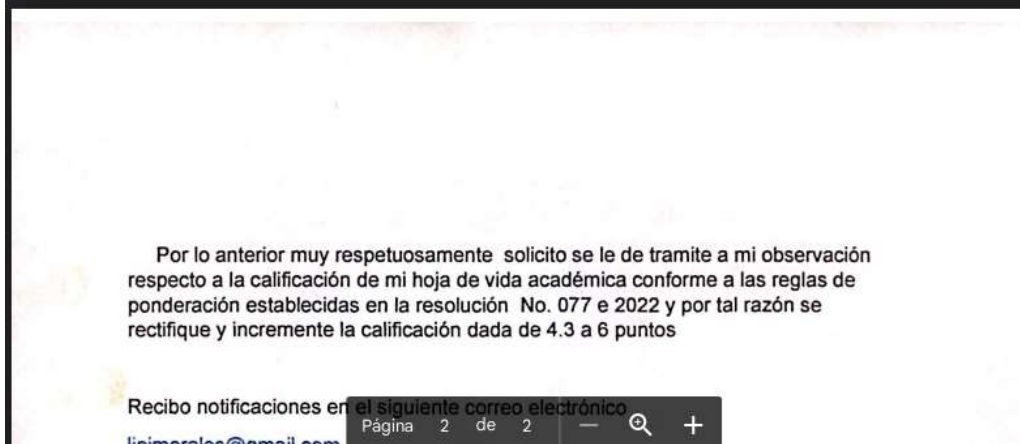 Por lo anterior muy respetuosamente solicito se le de tramite a mi observación
respecto a la calificación de mi hoja de vida académica conforme a las reglas de
ponderación establecidas en la resolución No. 077 e 2022 y por tal razón se
rectifique y incremente la calificación dada de 4.3 a 6 puntos
Recibo notificaciones en el siguiente correo electrónico
Página 2 de 2